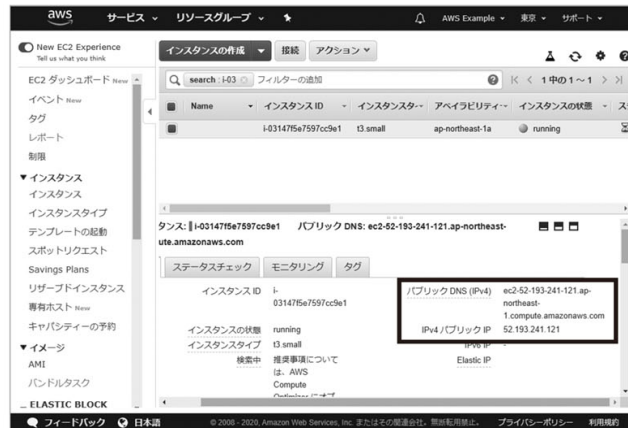 aws サービス リソースグループ AWS Example 東京 サポート
New EC2 Experience
Tell us what you think
EC2 ダッシュボード New
イベント New
タグ
レポート
制限
インスタンス
インスタンス
インスタンスタイプ
テンプレートの起動
スポットリクエスト
Savings Plans
リザーブドインスタンス
専有ホスト New
キャパシティーの予約
イメージ
AMI
バンドルタスク
ELASTIC BLOCK
インスタンスの作成 接続 アクション
search : i-03 フィルターの追加 1 中の 1 ~ 1
Name インスタンス ID インスタンスタ アベイラビリティ インスタンスの状態 ス
i-03147f5e7597cc9e1 t3.small ap-northeast-1a running
タンス: i-03147f5e7597cc9e1 パブリック DNS: ec2-52-193-241-121.ap-northeast-
ute.amazonaws.com
ステータスチェック モニタリング タグ
インスタンス ID i-
03147f5e7597cc9e1
インスタンスの状態 running
インスタンスタイプ t3.small
検索中 推奨事項について
は、AWS
Compute
Optimizer にオプ
パブリック DNS (IPv4) ec2-52-193-241-121.ap-
northeast-
1.compute.amazonaws.com
IPv4 パブリック IP 52.193.241.121
IPv6 IP -
Elastic IP
フィードバック 日本語 © 2008 - 2020, Amazon Web Services, Inc. またはその関連会社。無断転用禁止。 プライバシーポリシー 利用規約